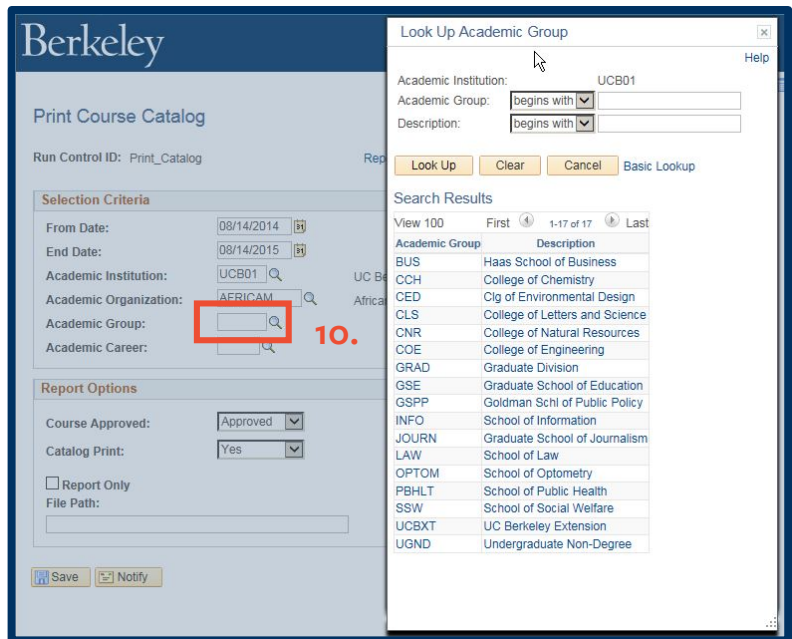 Berkeley
Print Course Catalog
Run Control ID: Print_Catalog
Rep
Selection Criteria
From Date: 08/14/2014
End Date: 08/14/2015
Academic Institution: UCB01 UC Be
Academic Organization: AFRICAM Africa
Academic Group:
10.
Academic Career:
Report Options
Course Approved: Approved
Catalog Print: Yes
Report Only
File Path:
Save Notify
Look Up Academic Group
Help
Academic Institution: UCB01
Academic Group: begins with
Description: begins with
Look Up Clear Cancel Basic Lookup
Search Results
View 100 First 1-17 of 17 Last
Academic Group Description
BUS Haas School of Business
CCH College of Chemistry
CED Clg of Environmental Design
CLS College of Letters and Science
CNR College of Natural Resources
COE College of Engineering
GRAD Graduate Division
GSE Graduate School of Education
GSPP Goldman Schl of Public Policy
INFO School of Information
JOURN Graduate School of Journalism
LAW School of Law
OPTOM School of Optometry
PBHLT School of Public Health
SSW School of Social Welfare
UCBXT UC Berkeley Extension
UGND Undergraduate Non-Degree